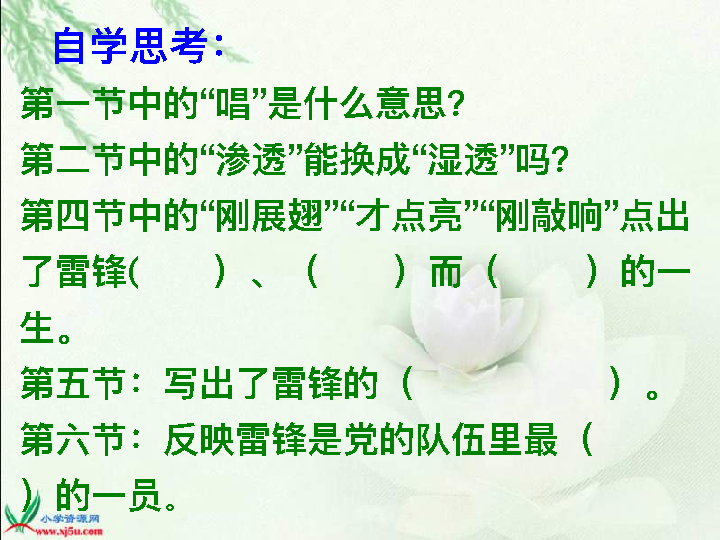 自学思考：
第一节中的“唱”是什么意思？
第二节中的“渗透”能换成“湿透”吗？
第四节中的“刚展翅”“才点亮”“刚敲响”点出
了雷锋(　　）、（　　）而（　　）的一
生。
第五节：写出了雷锋的（　　　　　）。
第六节：反映雷锋是党的队伍里最（
）的一员。
小学资源网
www.xj5u.com